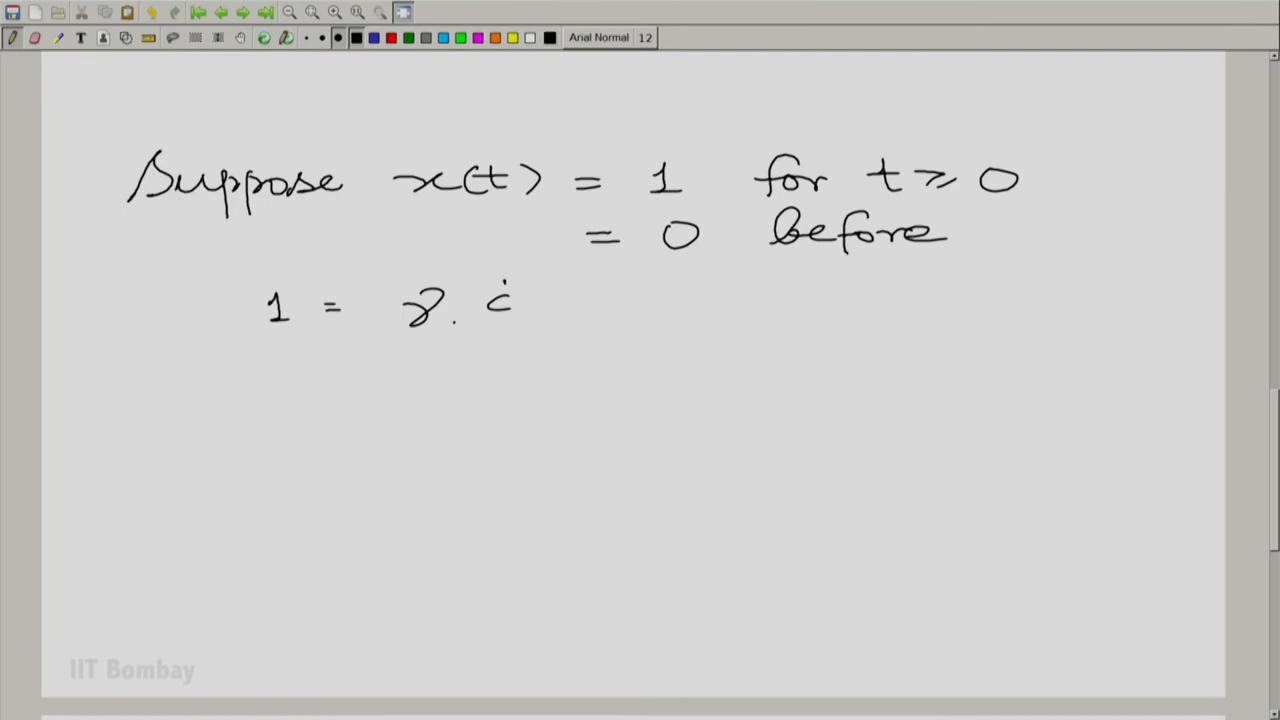 Arial Normal 12
Suppose x(t) = 1 for t ≥ 0
= 0 before
1 = r. i
IIT Bombay